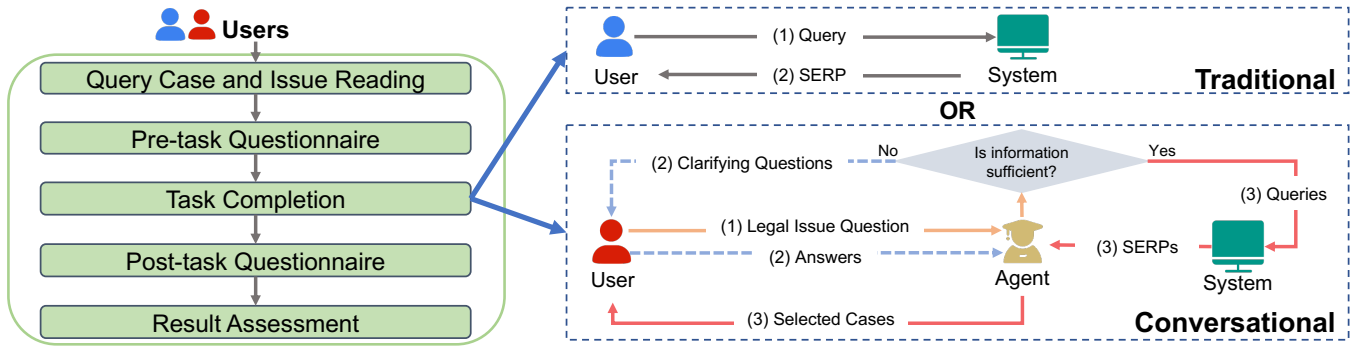 Users
Query Case and Issue Reading
Pre-task Questionnaire
Task Completion
Post-task Questionnaire
Result Assessment
(1) Query
(2) SERP
User
System
Traditional
OR
Is information
sufficient?
No
Yes
(2) Clarifying Questions
(3) Queries
(1) Legal Issue Question
(2) Answers
(3) SERPs
User
Agent
System
(3) Selected Cases
Conversational